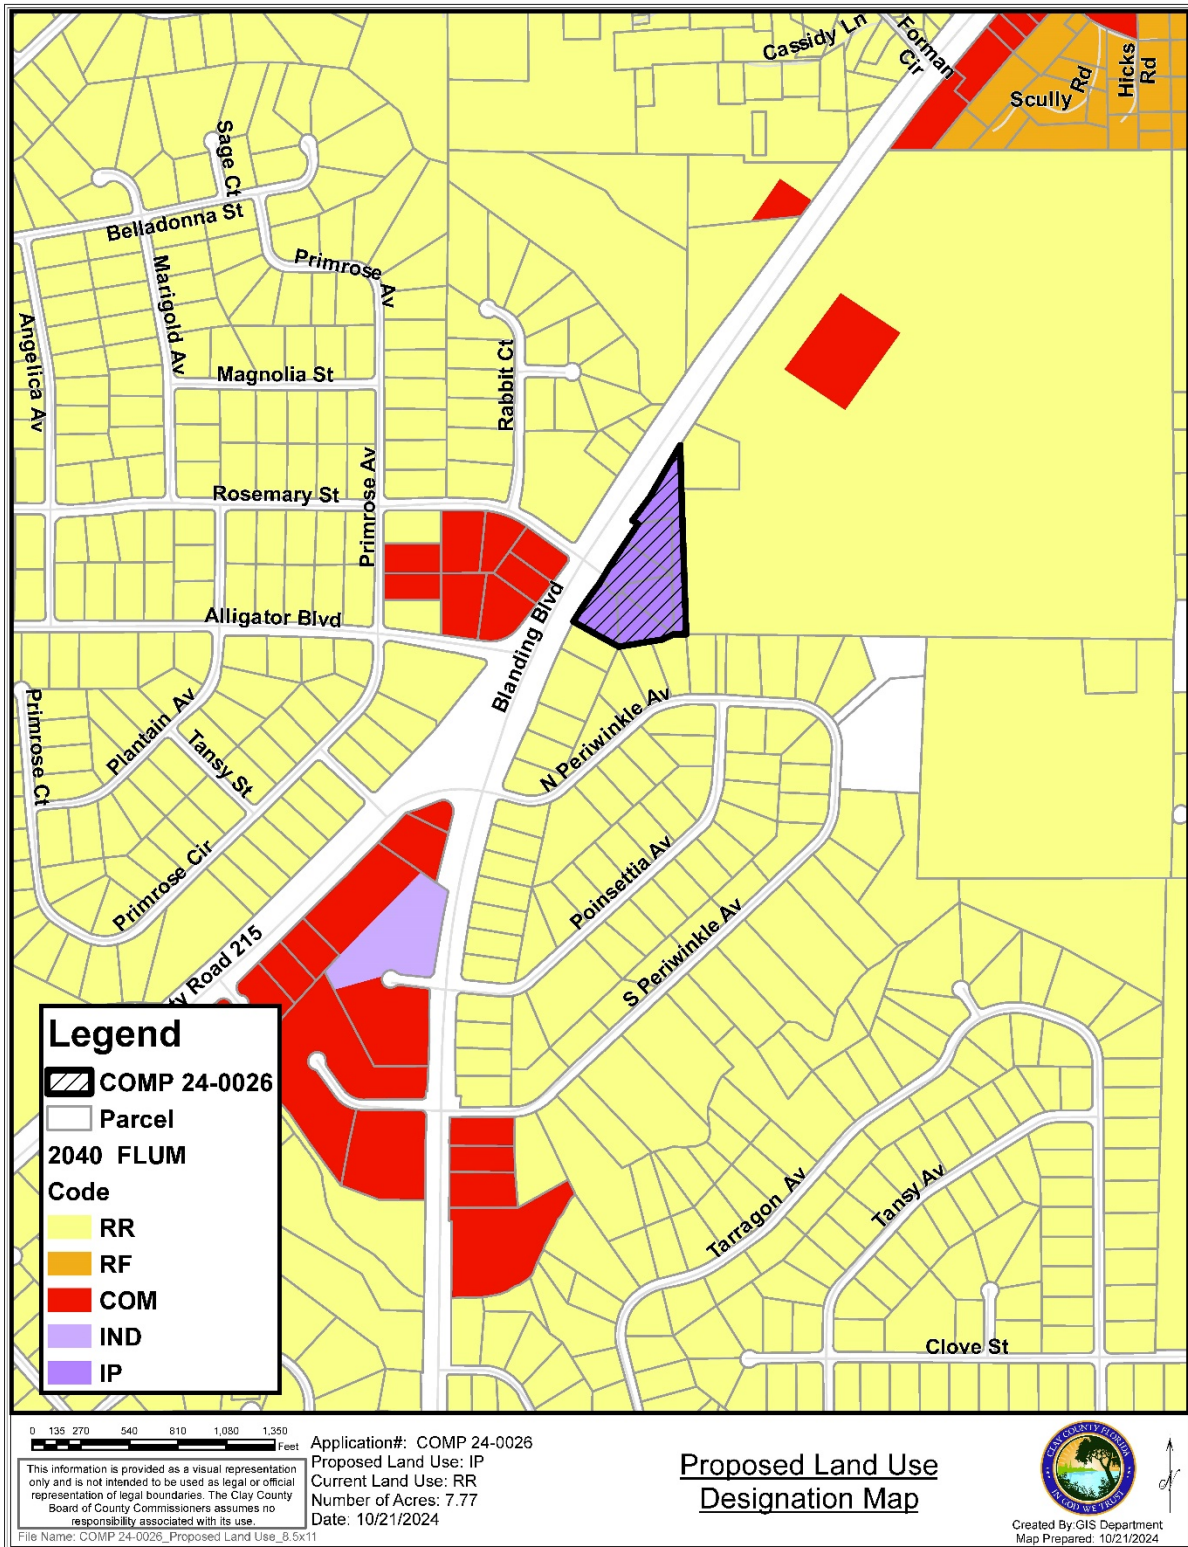 Cassidy Ln
Forman
Cir
Scully Rd
Hicks
Rd
Sage Ct
Belladonna St
Primrose Av
Marigold Av
Angelica Av
Magnolia St
Rabbit Ct
Rosemary St
Primrose Av
Alligator Blvd
Blanding Blvd
Primrose Ct
Plantain Av
Tansy St
N Periwinkle Av
Primrose Cir
Poinsettia Av
S Periwinkle Av
ty Road 215
Tarragon Av
Tansy Av
Clove St
Legend
COMP 24-0026
Parcel
2040 FLUM
Code
RR
RF
COM
IND
IP
0 135 270 540 810 1,080 1,350
Feet
This information is provided as a visual representation
only and is not intended to be used as legal or official
representation of legal boundaries. The Clay County
Board of County Commissioners assumes no
responsibility associated with its use.
File Name: COMP 24-0026_Proposed Land Use_8.5x11
Application#: COMP 24-0026
Proposed Land Use: IP
Current Land Use: RR
Number of Acres: 7.77
Date: 10/21/2024
Proposed Land Use
Designation Map
CLAY COUNTY FLORIDA
IN GOD WE TRUST
N
Created By:GIS Department
Map Prepared: 10/21/2024